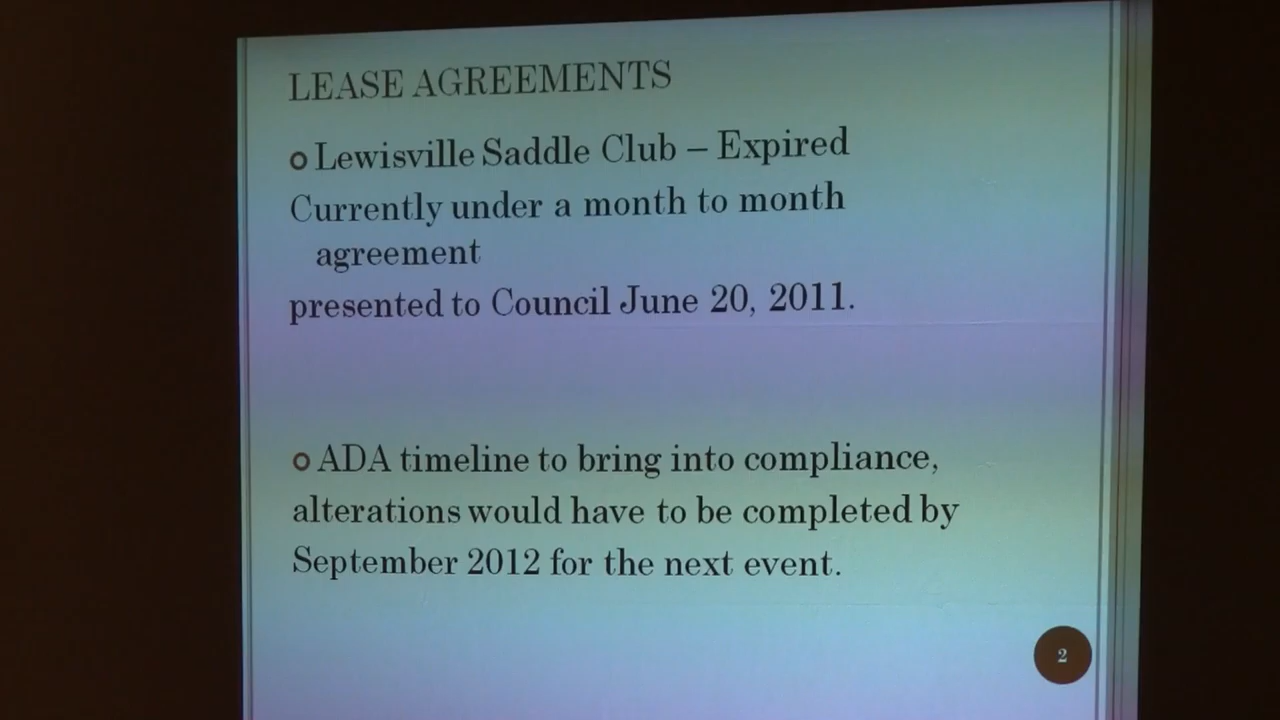 LEASE AGREEMENTS
Lewisville Saddle Club – Expired
Currently under a month to month
agreement
presented to Council June 20, 2011.
ADA timeline to bring into compliance,
alterations would have to be completed by
September 2012 for the next event.
2